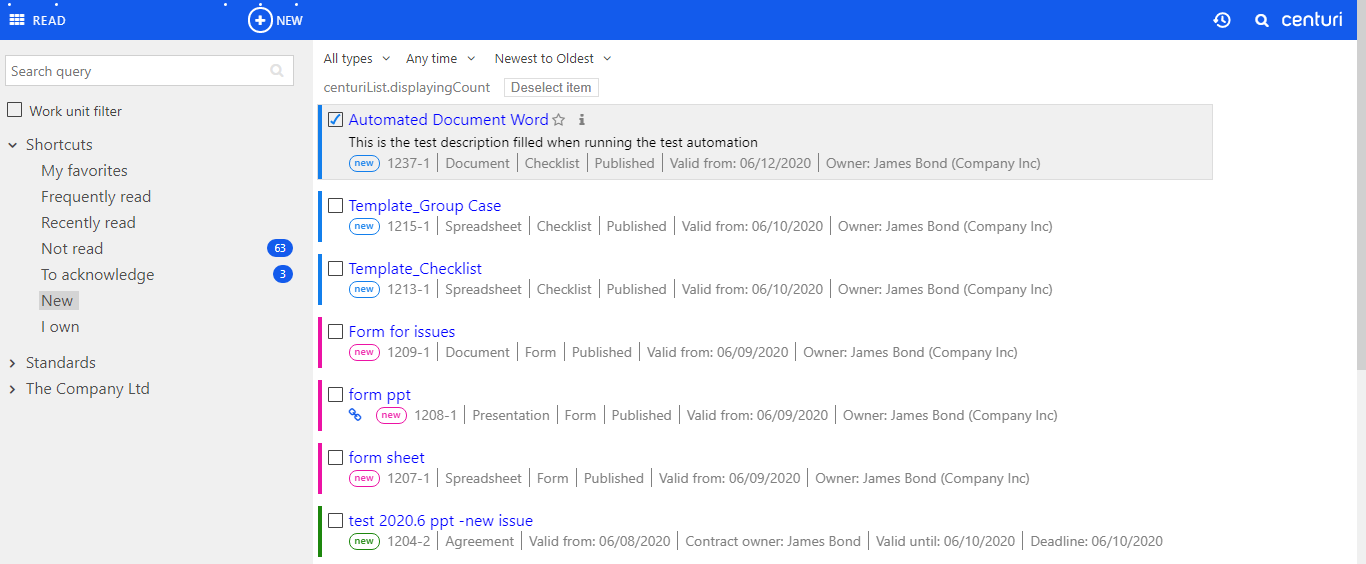 READ
NEW
centuri
Search query
Work unit filter
Shortcuts
My favorites
Frequently read
Recently read
Not read 63
To acknowledge 3
New
I own
Standards
The Company Ltd
All types Any time Newest to Oldest
centuriList.displayingCount Deselect item
Automated Document Word
This is the test description filled when running the test automation
new 1237-1 Document Checklist Published Valid from: 06/12/2020 Owner: James Bond (Company Inc)
Template_Group Case
new 1215-1 Spreadsheet Checklist Published Valid from: 06/10/2020 Owner: James Bond (Company Inc)
Template_Checklist
new 1213-1 Spreadsheet Checklist Published Valid from: 06/10/2020 Owner: James Bond (Company Inc)
Form for issues
new 1209-1 Document Form Published Valid from: 06/09/2020 Owner: James Bond (Company Inc)
form ppt
new 1208-1 Presentation Form Published Valid from: 06/09/2020 Owner: James Bond (Company Inc)
form sheet
new 1207-1 Spreadsheet Form Published Valid from: 06/09/2020 Owner: James Bond (Company Inc)
test 2020.6 ppt -new issue
new 1204-2 Agreement Valid from: 06/08/2020 Contract owner: James Bond Valid until: 06/10/2020 Deadline: 06/10/2020